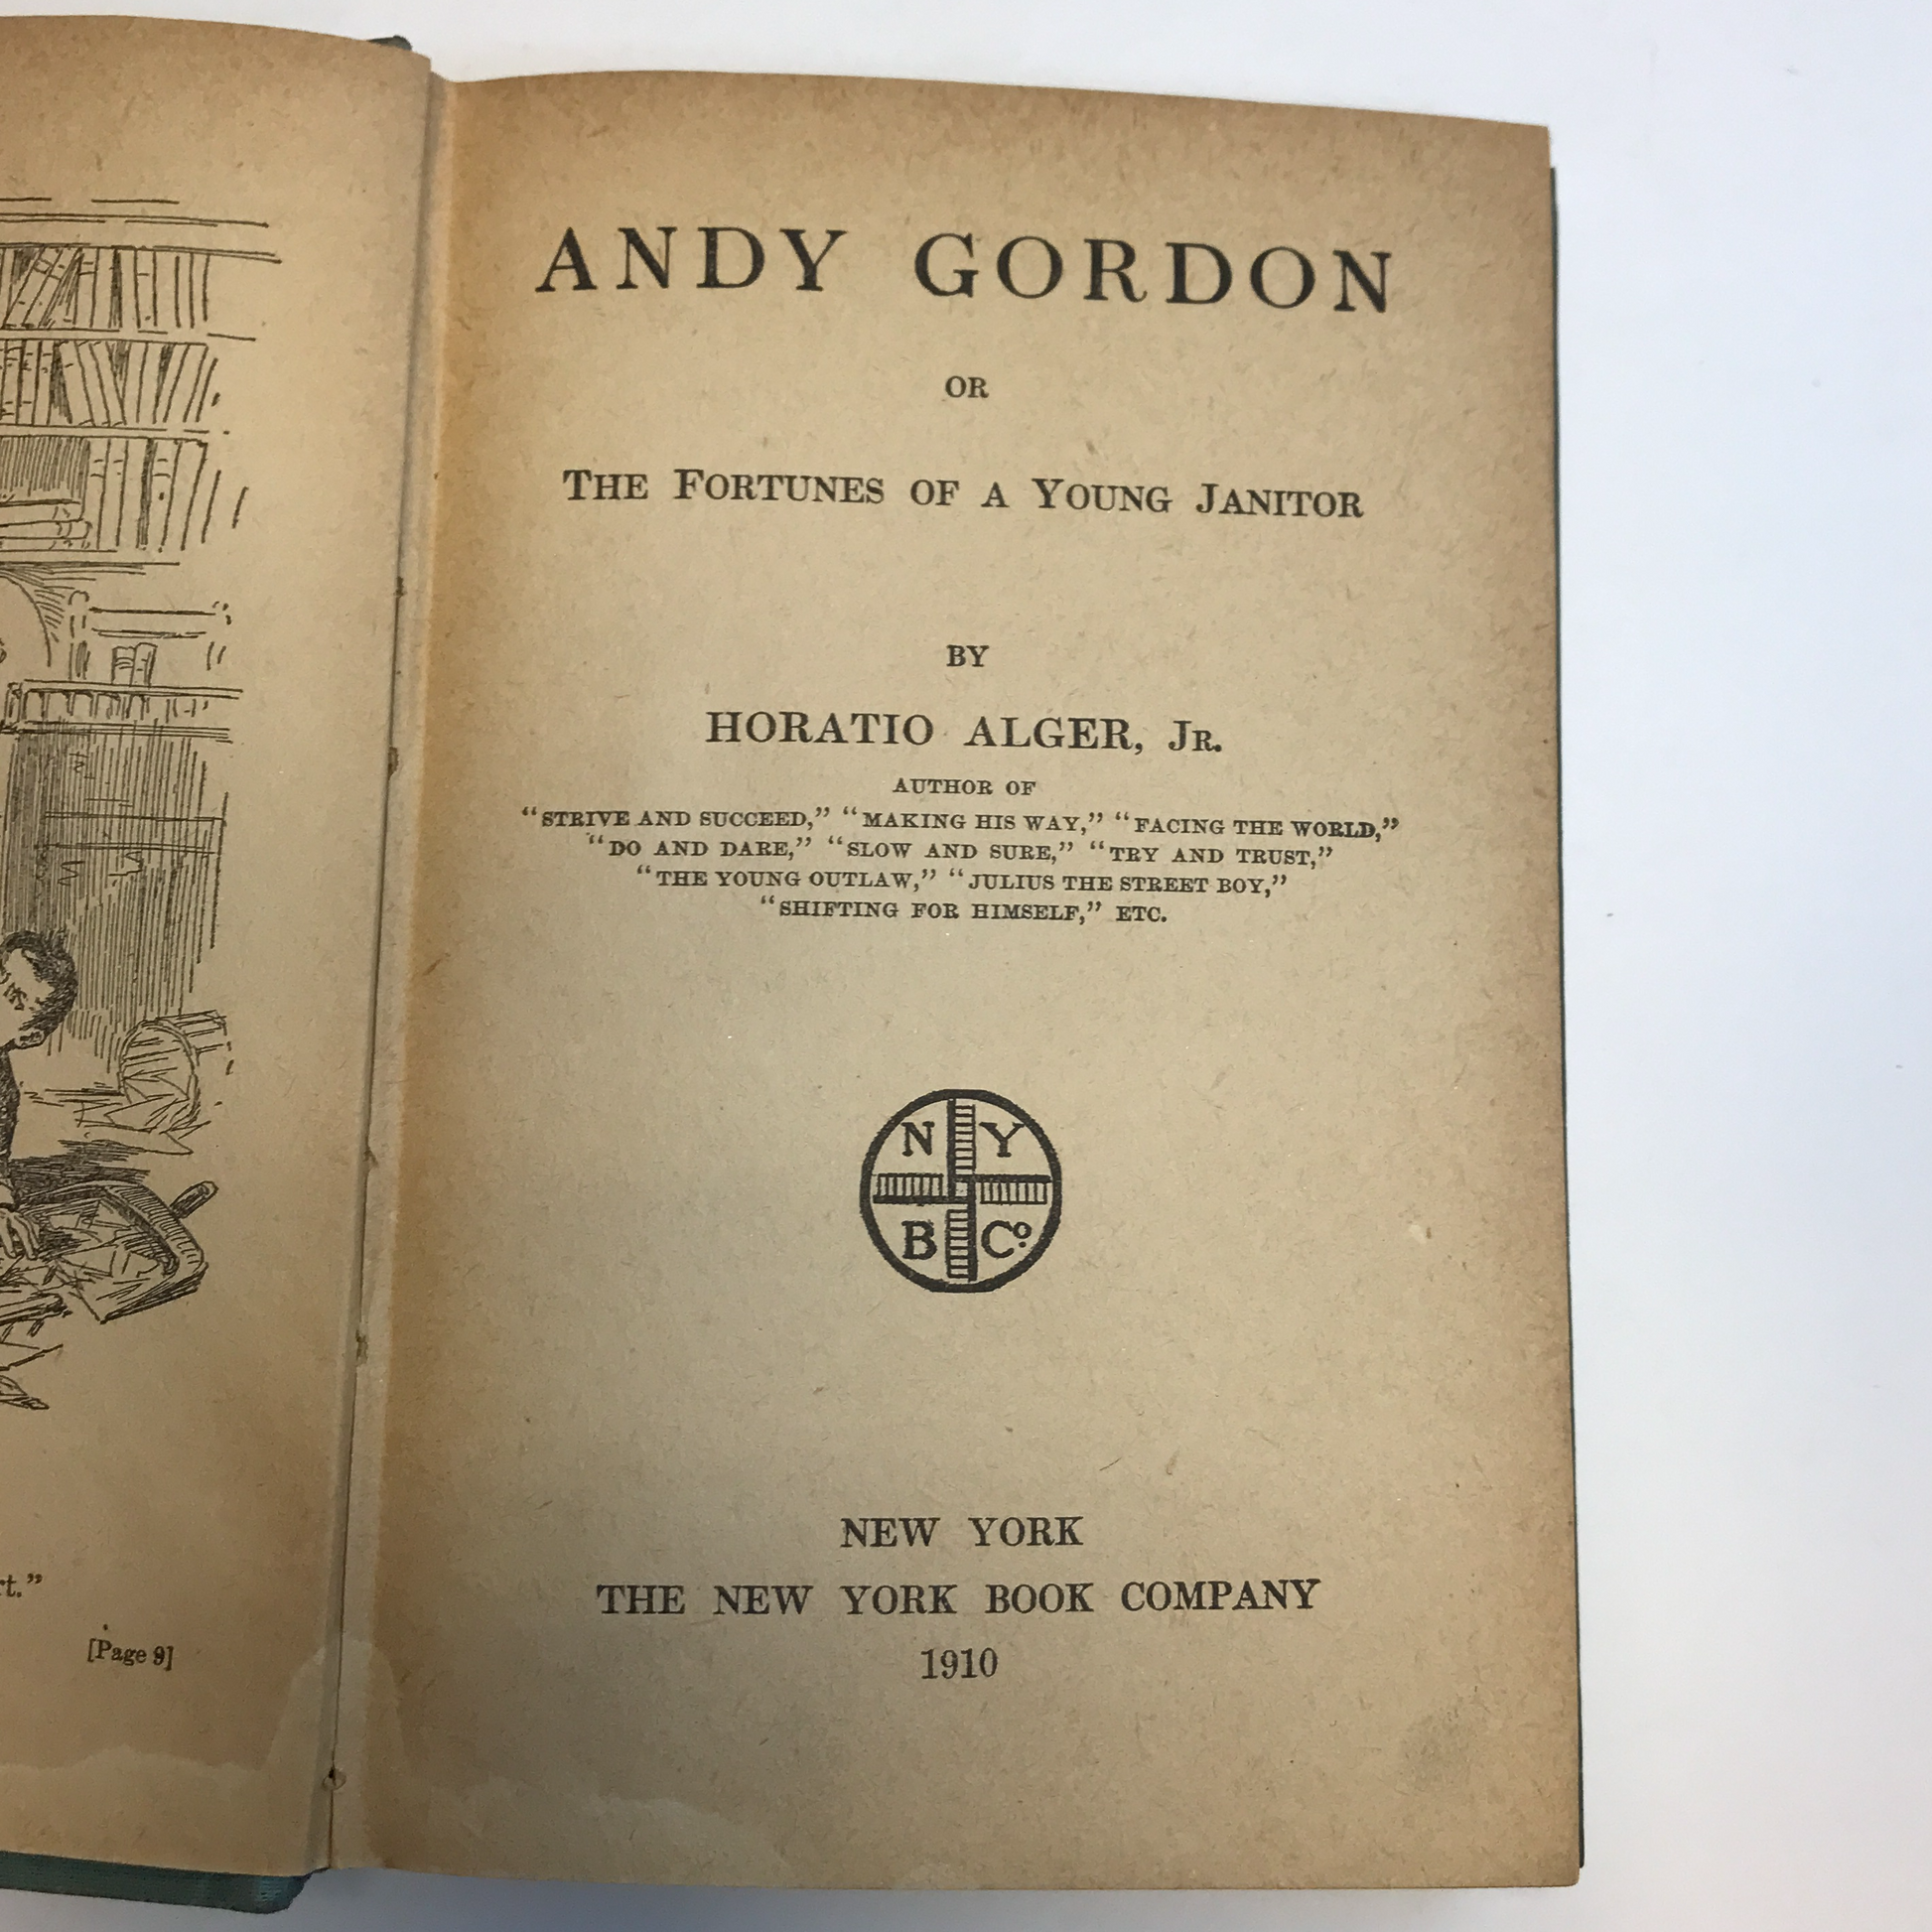 rt.”
[Page 9]
ANDY GORDON
OR
THE FORTUNES OF A YOUNG JANITOR
BY
HORATIO ALGER, JR.
AUTHOR OF
“STRIVE AND SUCCEED,” “MAKING HIS WAY,” “FACING THE WORLD,”
“DO AND DARE,” “SLOW AND SURE,” “TRY AND TRUST,”
“THE YOUNG OUTLAW,” “JULIUS THE STREET BOY,”
“SHIFTING FOR HIMSELF,” ETC.
N Y
B Co.
NEW YORK
THE NEW YORK BOOK COMPANY
1910